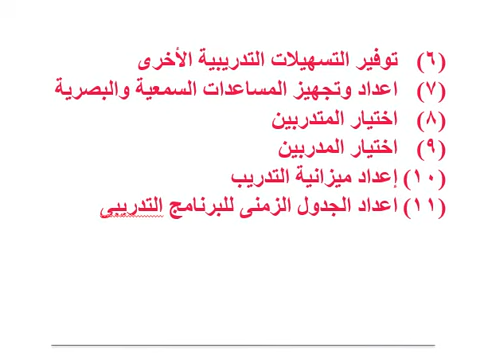 (٦) توفير التسهيلات التدريبية الأخرى
(٧) اعداد وتجهيز المساعدات السمعية والبصرية
(٨) اختيار المتدربين
(٩) اختيار المدربين
(١٠) إعداد ميزانية التدريب
(١١) اعداد الجدول الزمنى للبرنامج التدريبى